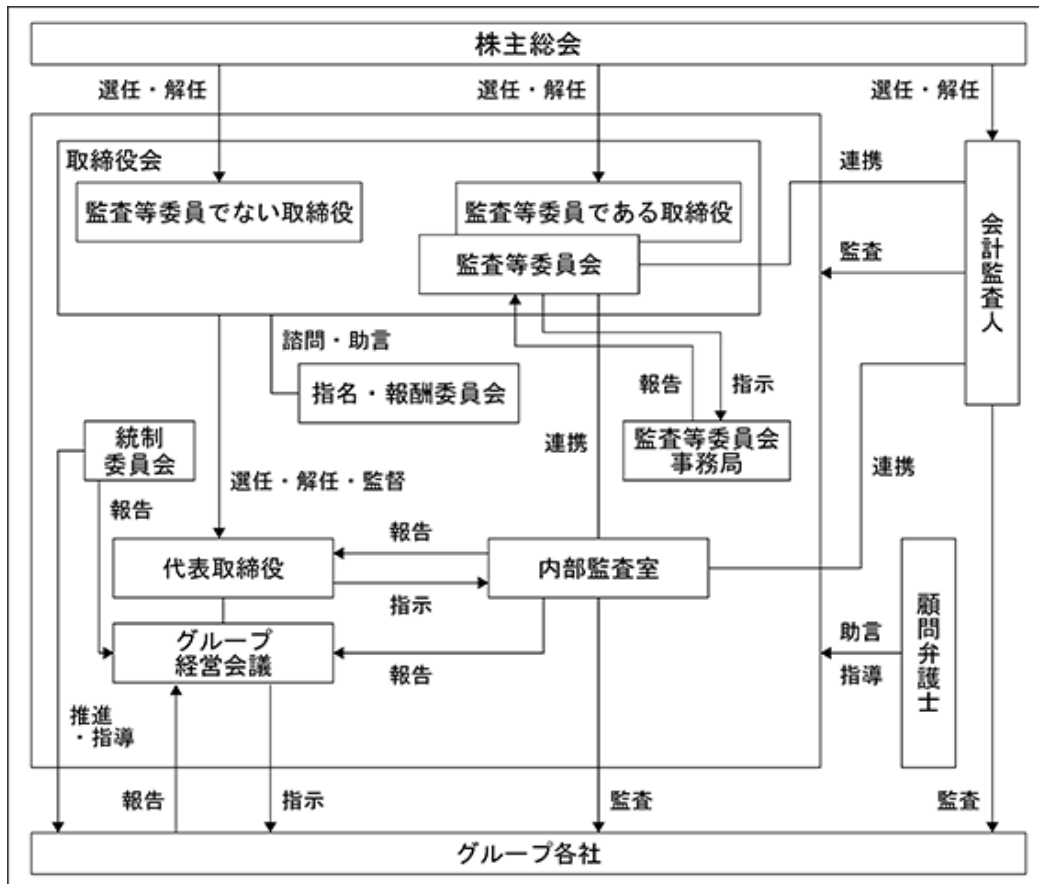 株主総会
選任・解任
選任・解任
選任・解任
取締役会
連携
監査等委員でない取締役
監査等委員である取締役
監査等委員会
会計監査人
監査
諮問・助言
指名・報酬委員会
報告
指示
統制
委員会
監査等委員会
事務局
連携
連携
選任・解任・監督
報告
報告
代表取締役
内部監査室
指示
顧問弁護士
グループ
経営会議
報告
助言
指導
推進
・指導
報告
指示
監査
監査
グループ各社